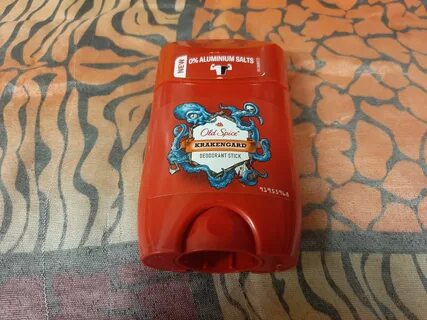 NEW
0% ALUMINIUM SALTS
Old Spice
KRAKENGARD
DEODORANT STICK